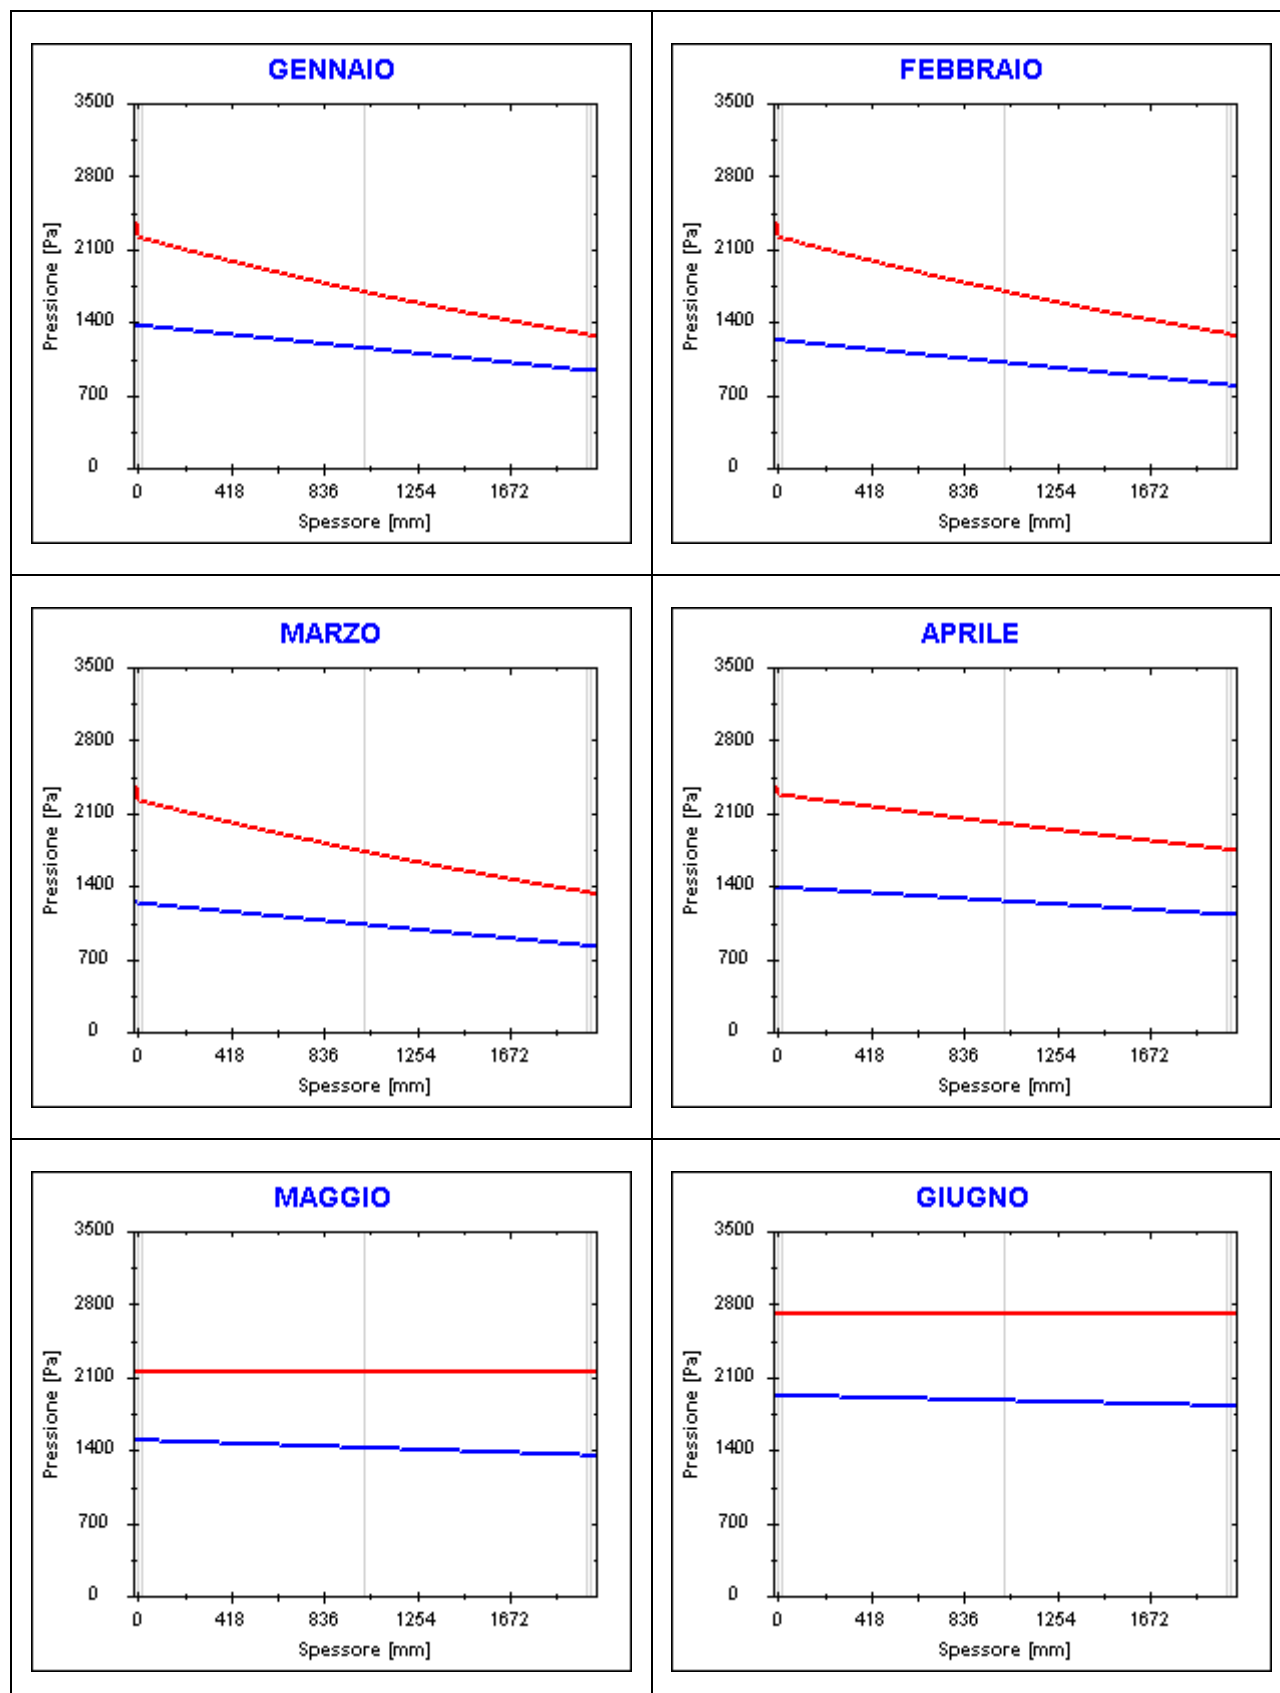 GENNAIO
3500
2800
2100
1400
700
0
Pressione [Pa]
0 418 836 1254 1672
Spessore [mm]
FEBBRAIO
3500
2800
2100
1400
700
0
Pressione [Pa]
0 418 836 1254 1672
Spessore [mm]
MARZO
3500
2800
2100
1400
700
0
Pressione [Pa]
0 418 836 1254 1672
Spessore [mm]
APRILE
3500
2800
2100
1400
700
0
Pressione [Pa]
0 418 836 1254 1672
Spessore [mm]
MAGGIO
3500
2800
2100
1400
700
0
Pressione [Pa]
0 418 836 1254 1672
Spessore [mm]
GIUGNO
3500
2800
2100
1400
700
0
Pressione [Pa]
0 418 836 1254 1672
Spessore [mm]